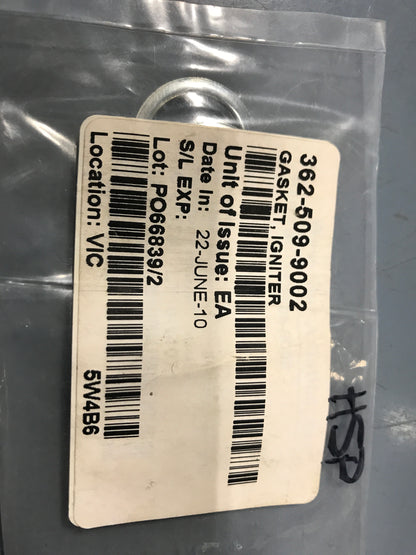 362-509-9002
GASKET, IGNITER
Unit of Issue: EA
Date In: 22-JUNE-10
S/L EXP:
Lot: PO66839/2
Location: VIC
5W4B6
HSP